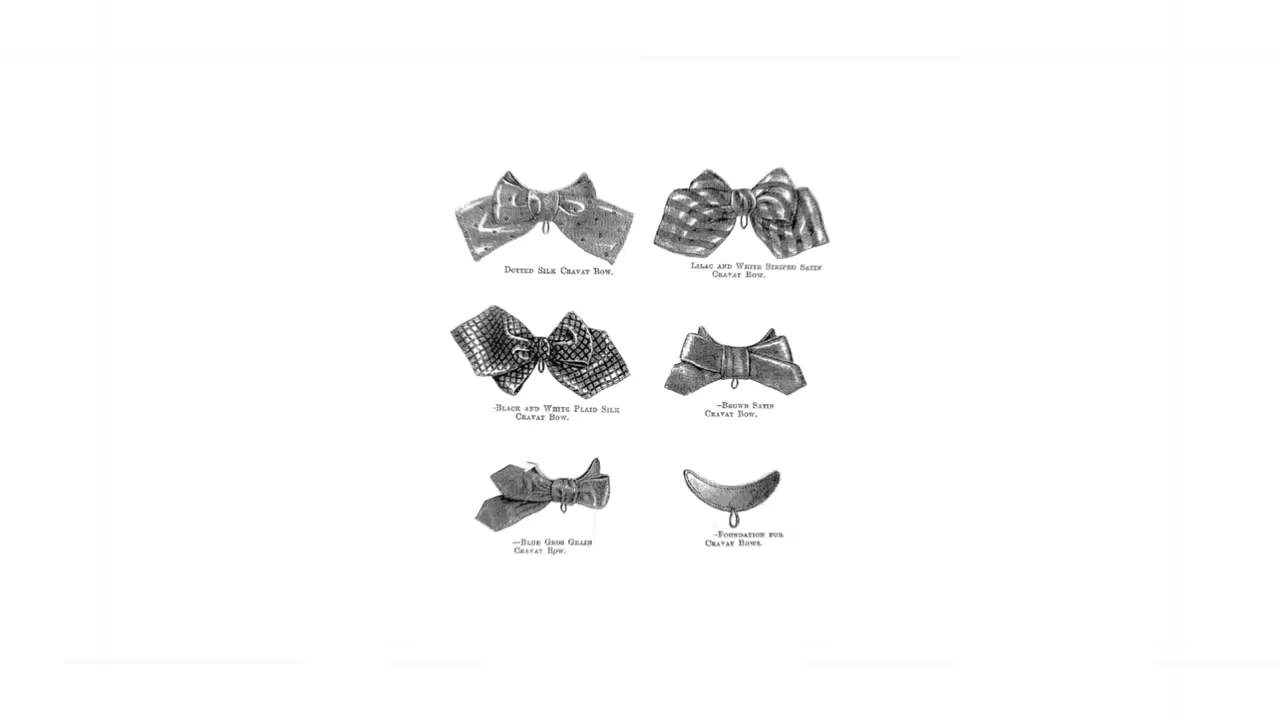 Dotted Silk Cravat Bow.
Lilac and White Striped Satin
Cravat Bow.
-Black and White Plaid Silk
Cravat Bow.
—Brown Satin
Cravat Bow.
—Blue Gros Grain
Cravat Bow.
-Foundation for
Cravat Bows.